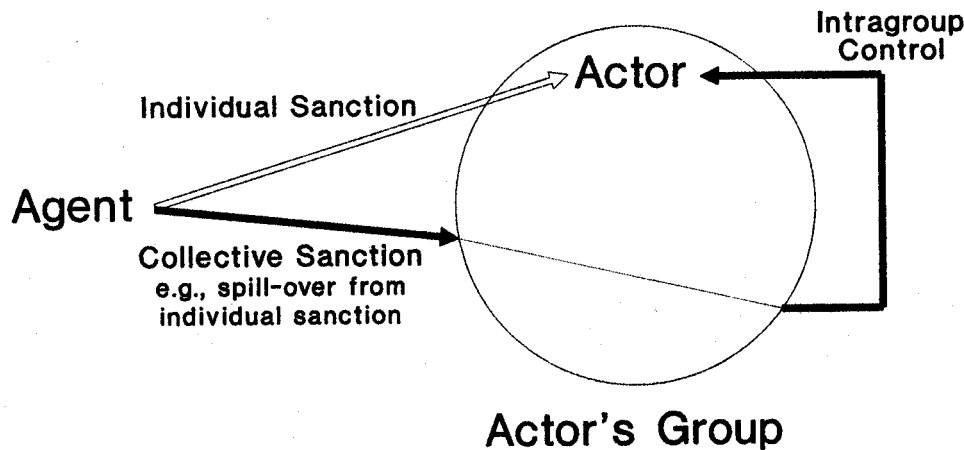 Intragroup
Control
Actor
Individual Sanction
Agent
Collective Sanction
e.g., spill-over from
individual sanction
Actor's Group